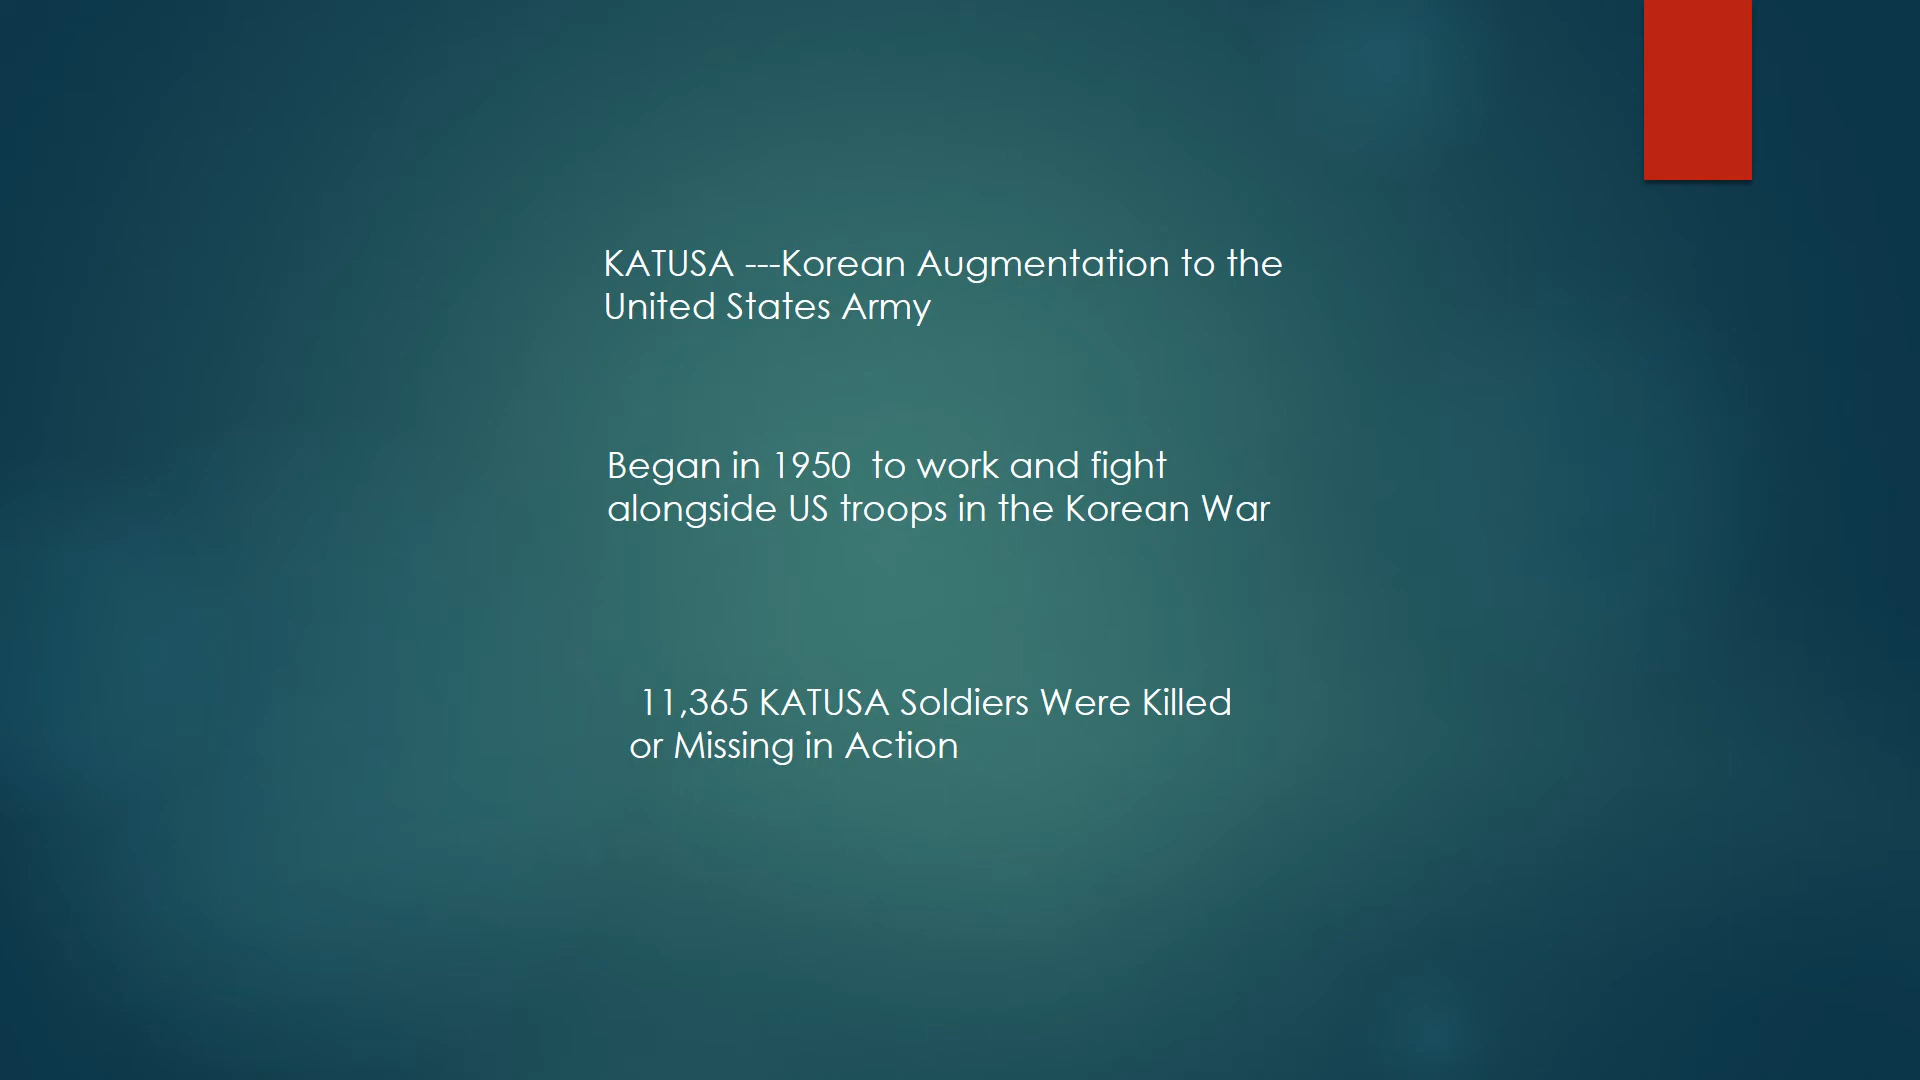 KATUSA ---Korean Augmentation to the
United States Army
Began in 1950  to work and fight
alongside US troops in the Korean War
11,365 KATUSA Soldiers Were Killed
or Missing in Action